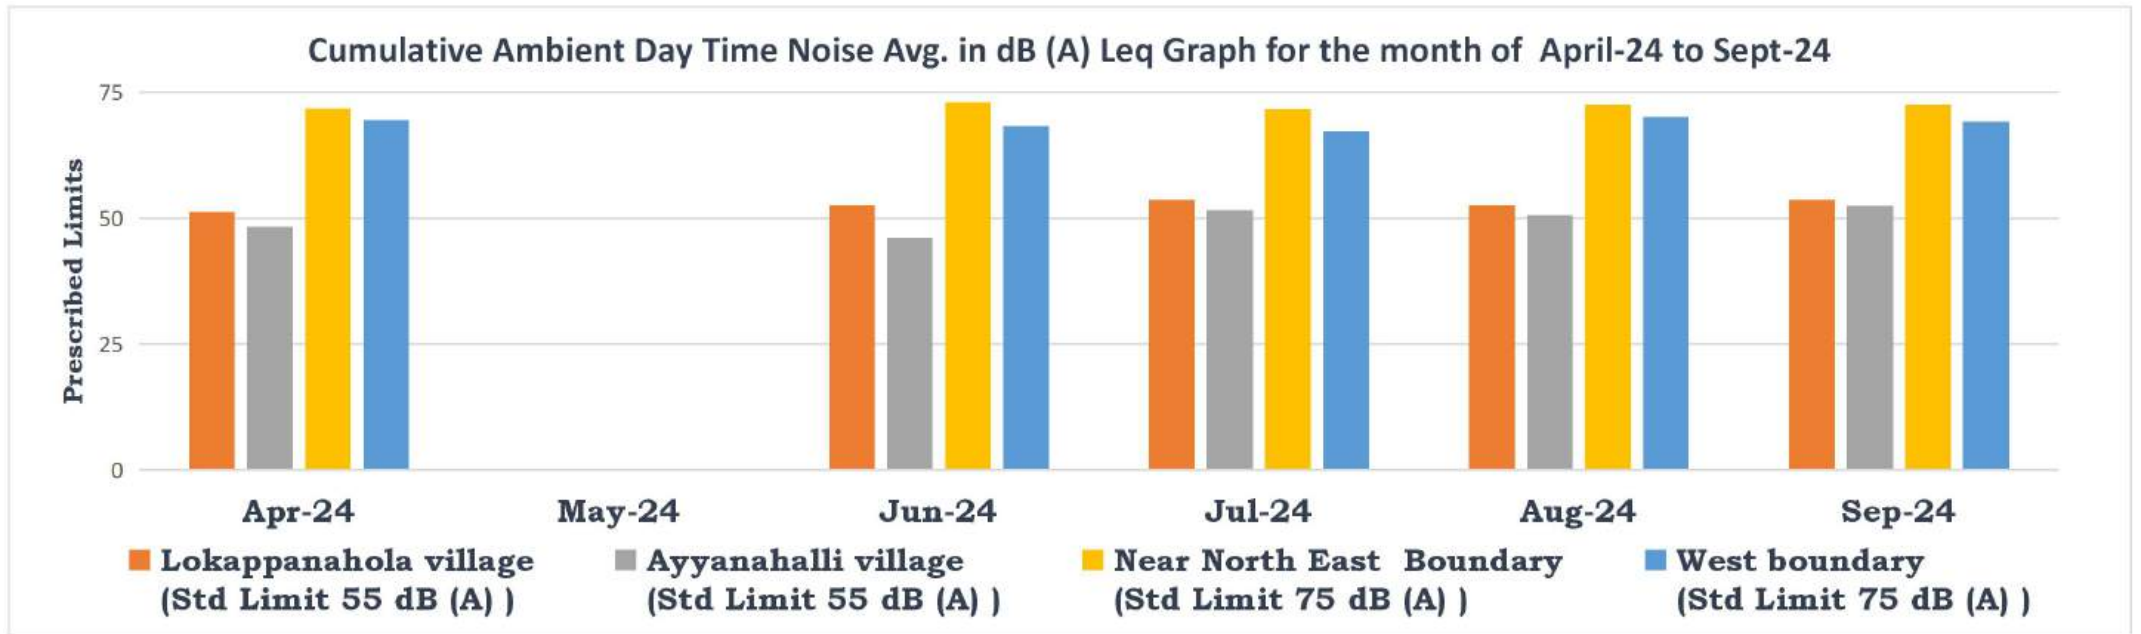 Cumulative Ambient Day Time Noise Avg. in dB (A) Leq Graph for the month of  April-24 to Sept-24
Prescribed Limits
75
50
25
0
Apr-24 May-24 Jun-24 Jul-24 Aug-24 Sep-24
Lokappanahola village
(Std Limit 55 dB (A) )
Ayyanahalli village
(Std Limit 55 dB (A) )
Near North East  Boundary
(Std Limit 75 dB (A) )
West boundary
(Std Limit 75 dB (A) )